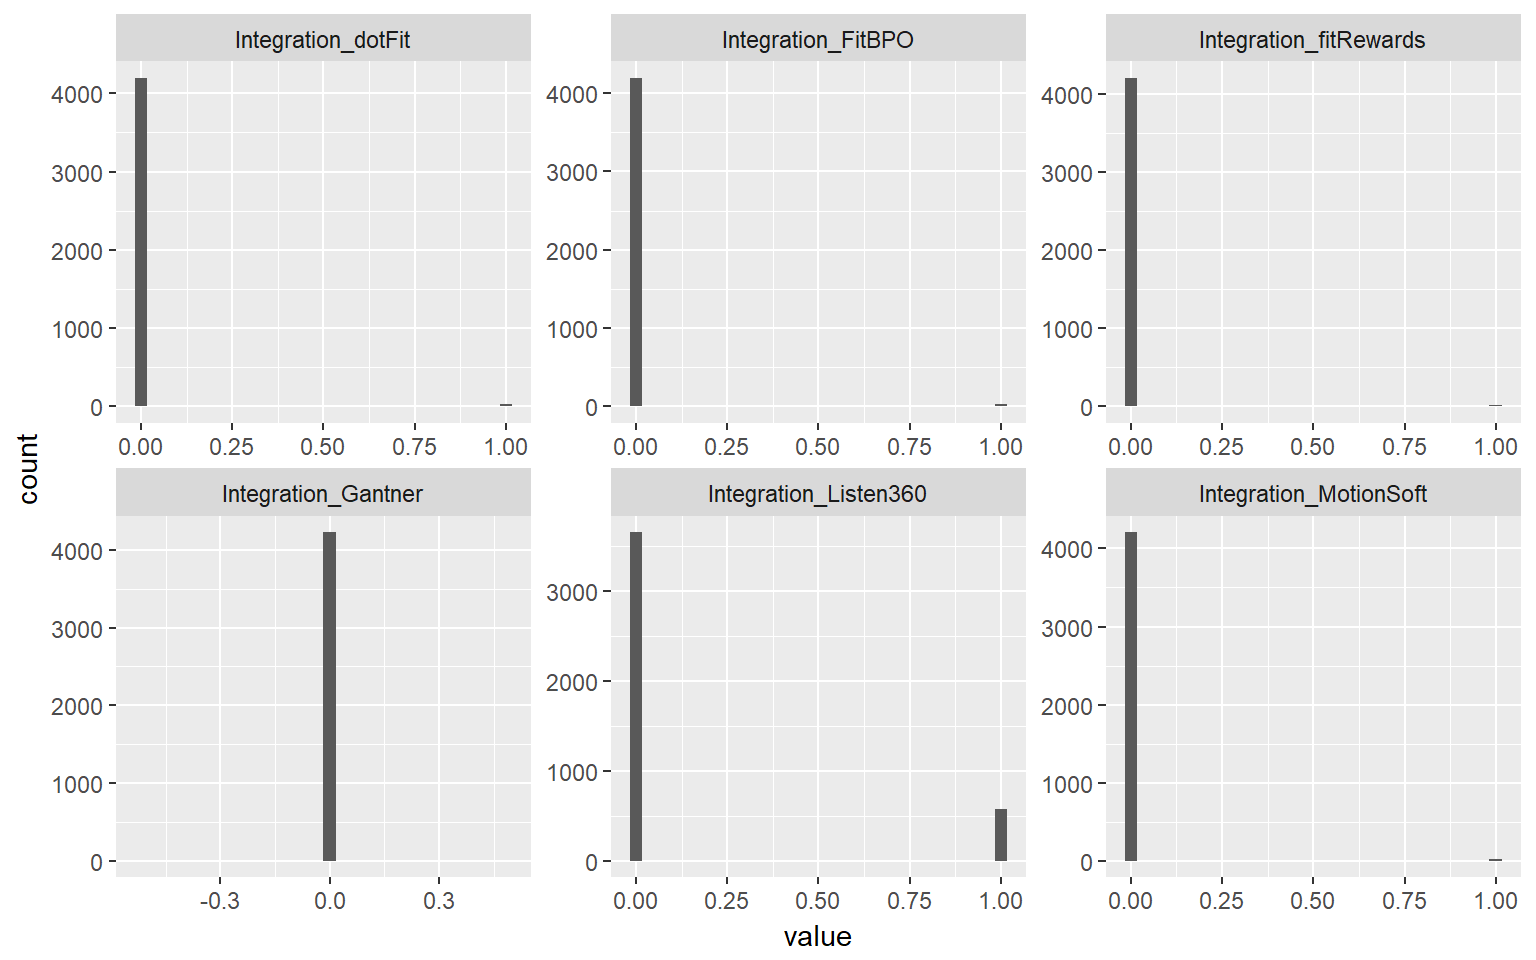 Integration_dotFit
Integration_FitBPO
Integration_fitRewards
4000
3000
2000
1000
0
4000
3000
2000
1000
0
4000
3000
2000
1000
0
0.00 0.25 0.50 0.75 1.00
0.00 0.25 0.50 0.75 1.00
0.00 0.25 0.50 0.75 1.00
count
Integration_Gantner
Integration_Listen360
Integration_MotionSoft
4000
3000
2000
1000
0
3000
2000
1000
0
4000
3000
2000
1000
0
-0.3 0.0 0.3
0.00 0.25 0.50 0.75 1.00
0.00 0.25 0.50 0.75 1.00
value